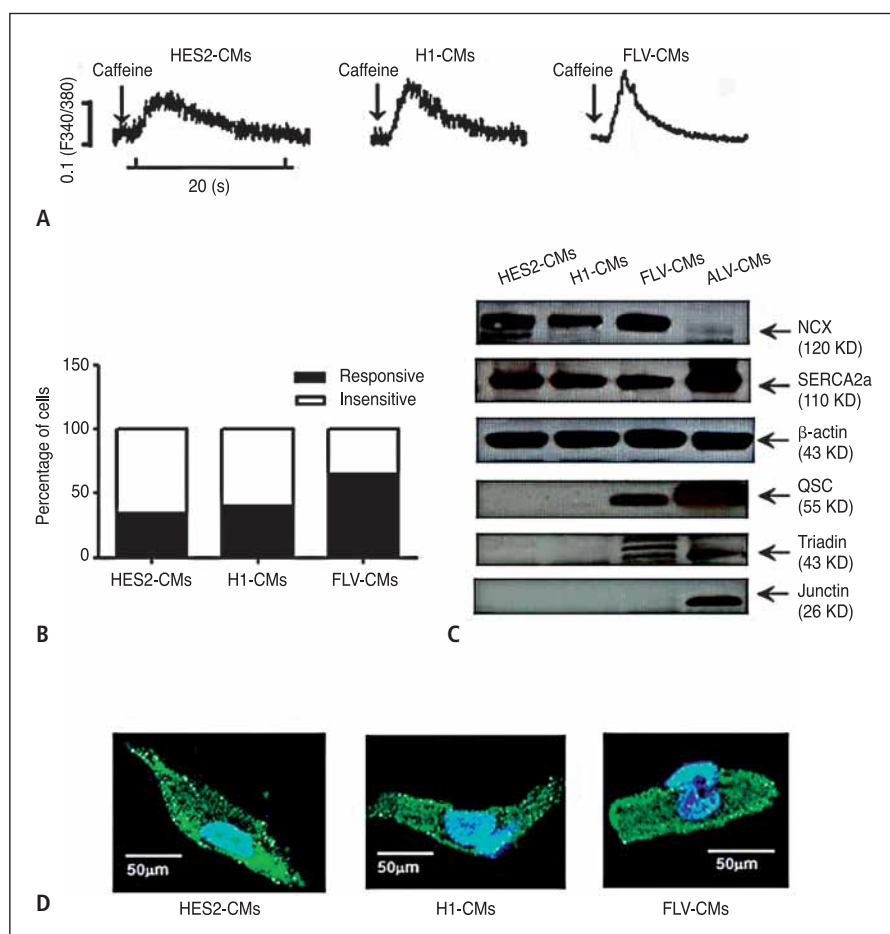 HES2-CMs
H1-CMs
FLV-CMs
Caffeine
Caffeine
Caffeine
0.1 (F340/380)
20 (s)
A
150
100
50
0
Percentage of cells
Responsive
Insensitive
HES2-CMs
H1-CMs
FLV-CMs
B
HES2-CMs
H1-CMs
FLV-CMs
ALV-CMs
NCX
(120 KD)
SERCA2a
(110 KD)
β-actin
(43 KD)
QSC
(55 KD)
Triadin
(43 KD)
Junctin
(26 KD)
C
50µm
50µm
50µm
D
HES2-CMs
H1-CMs
FLV-CMs